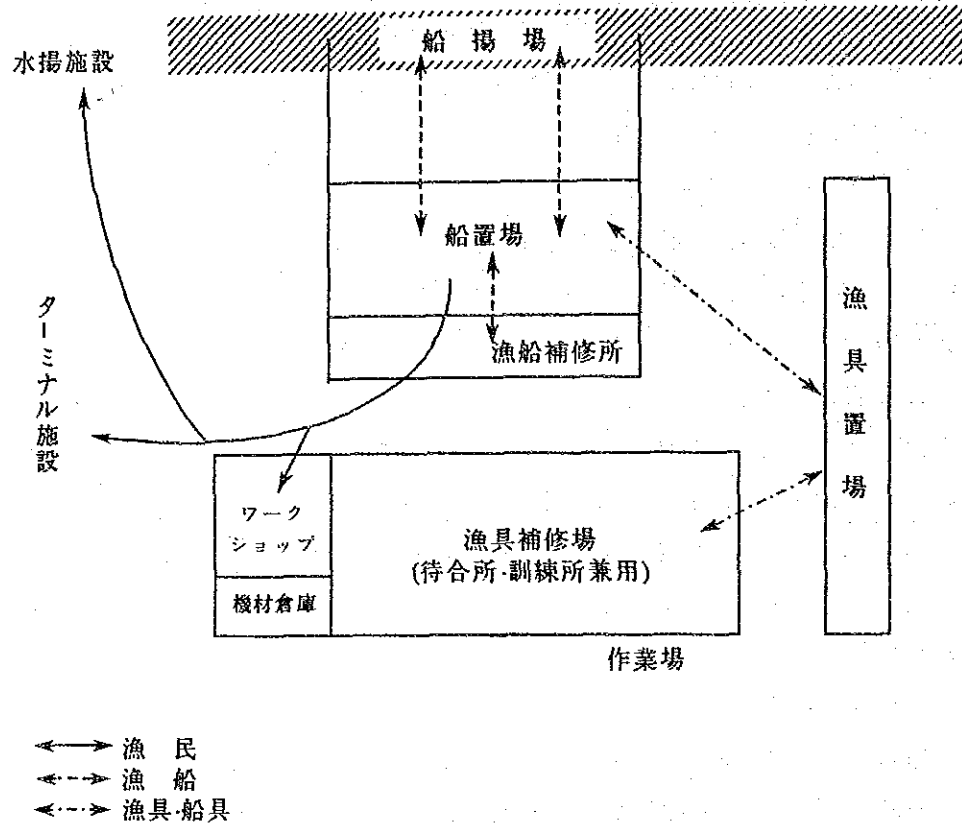 船揚場
水揚施設
船置場
漁船補修所
ターミナル施設
漁具置場
ワーク
ショップ
機材倉庫
漁具補修場
(待合所·訓練所兼用)
作業場
漁 民
漁 船
漁具·船具